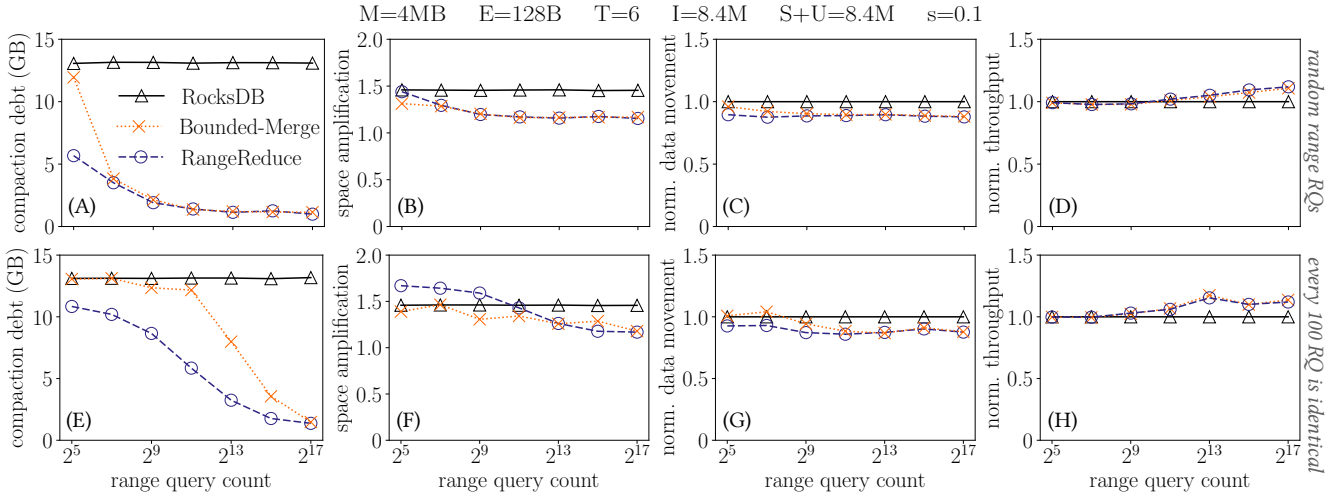 M=4MB E=128B T=6 I=8.4M S+U=8.4M s=0.1
compaction debt (GB)
15
10
5
0
RocksDB
Bounded-Merge
RangeReduce
(A)
space amplification
2.0
1.5
1.0
0.5
0
(B)
norm. data movement
1.5
1.0
0.5
0
(C)
norm. throughput
1.5
1.0
0.5
0
(D)
random range RQs
compaction debt (GB)
15
10
5
0
(E)
2^5 2^9 2^13 2^17
range query count
space amplification
2.0
1.5
1.0
0.5
0
(F)
2^5 2^9 2^13 2^17
range query count
norm. data movement
1.5
1.0
0.5
0
(G)
2^5 2^9 2^13 2^17
range query count
norm. throughput
1.5
1.0
0.5
0
(H)
2^5 2^9 2^13 2^17
range query count
every 100 RQ is identical